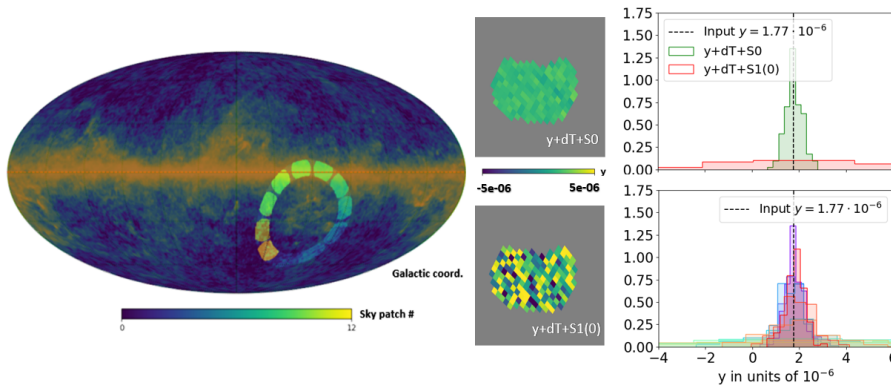 Galactic coord.
Sky patch #
0
12
y+dT+S0
y
-5e-06
5e-06
y+dT+S1(0)
1.75
1.50
1.25
1.00
0.75
0.50
0.25
0.00
Input y = 1.77 · 10⁻⁶
y+dT+S0
y+dT+S1(0)
1.75
1.50
1.25
1.00
0.75
0.50
0.25
0.00
Input y = 1.77 · 10⁻⁶
−4
−2
0
2
4
6
y in units of 10⁻⁶